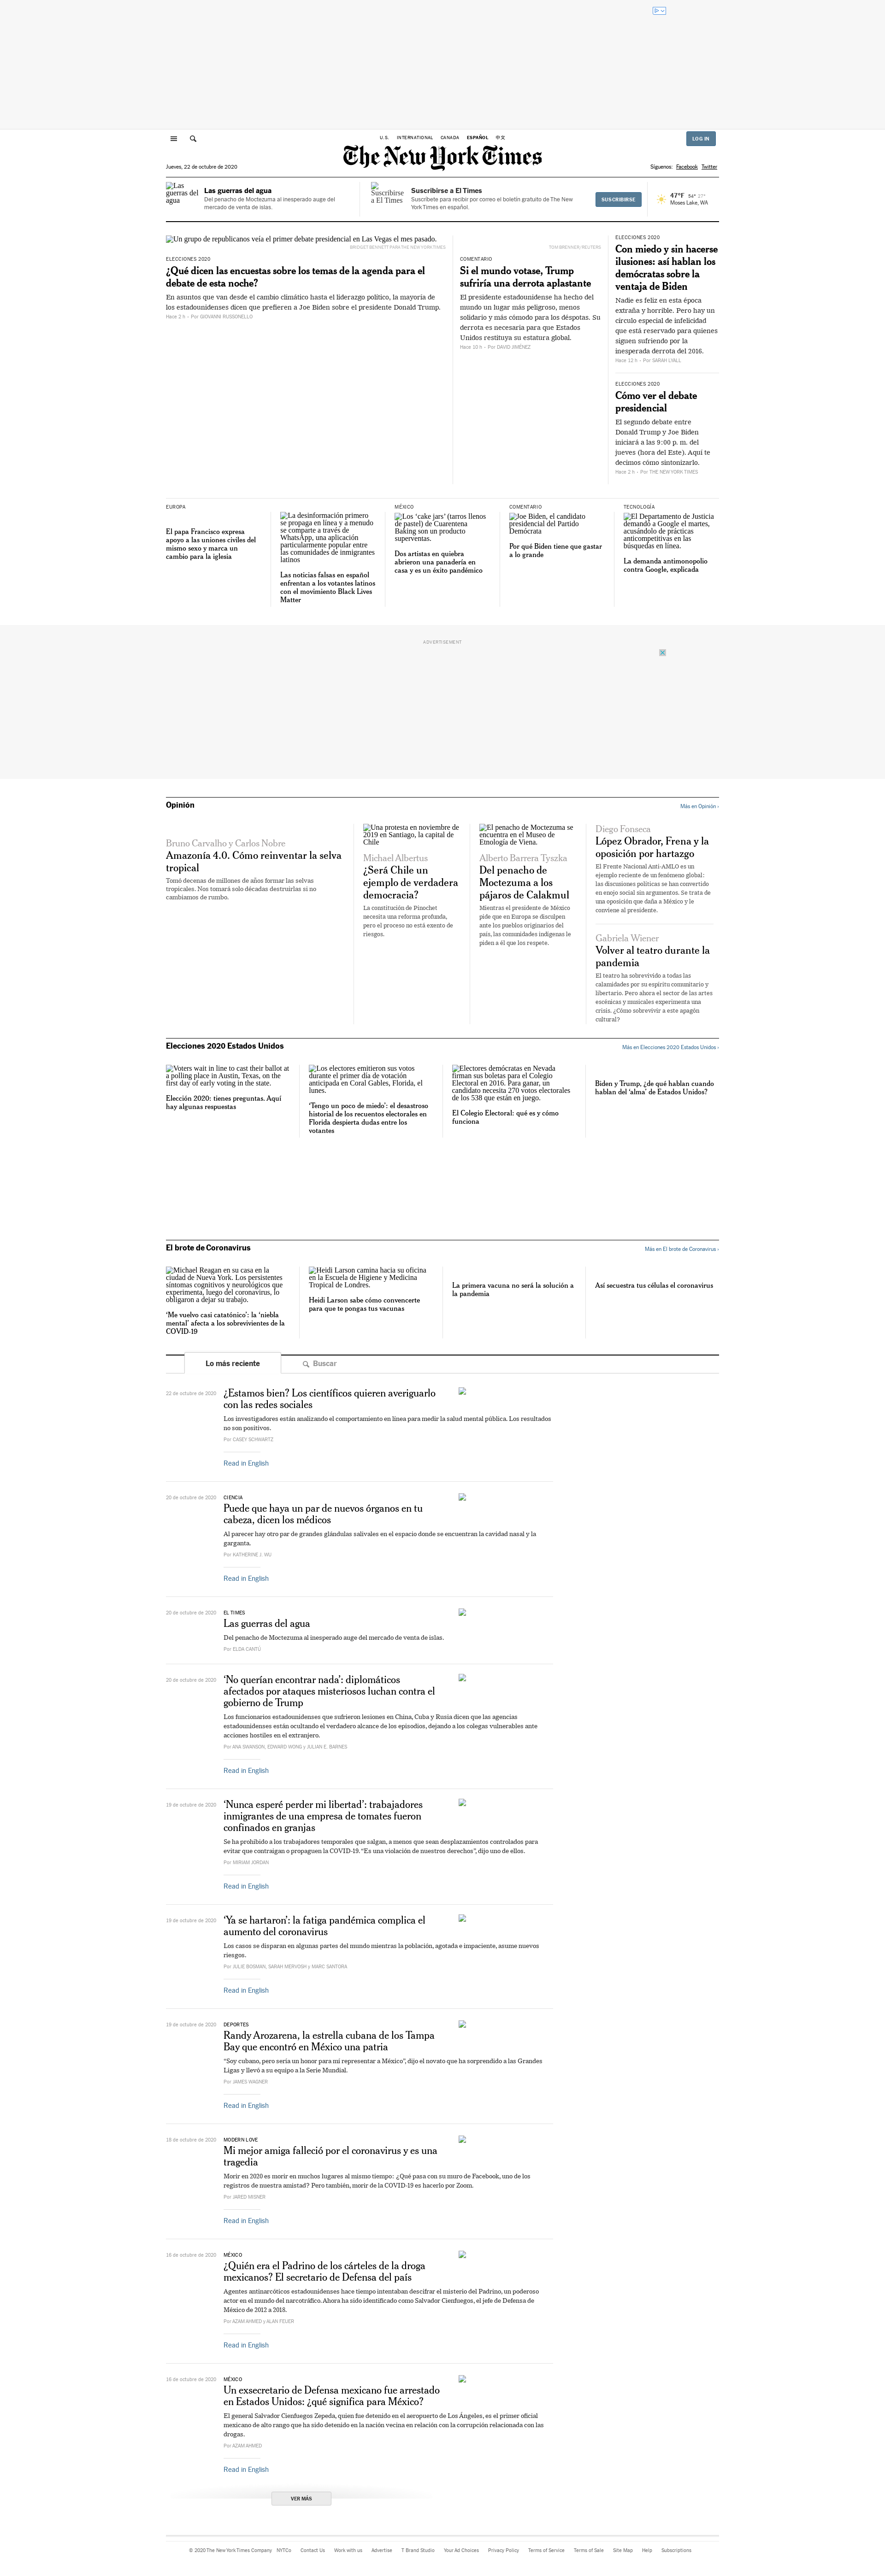 U.S. INTERNATIONAL CANADA ESPAÑOL 中文
LOG IN
The New York Times
Jueves, 22 de octubre de 2020
Síguenos: Facebook Twitter
Las guerras del agua
Las guerras del agua
Del penacho de Moctezuma al inesperado auge del
mercado de venta de islas.
Suscribirse a El Times
Suscribirse a El Times
Suscríbete para recibir por correo el boletín gratuito de The New
York Times en español.
SUSCRIBIRSE
47°F 54° 27°
Moses Lake, WA
Un grupo de republicanos veía el primer debate presidencial en Las Vegas el mes pasado.
BRIDGET BENNETT PARA THE NEW YORK TIMES
ELECCIONES 2020
¿Qué dicen las encuestas sobre los temas de la agenda para el
debate de esta noche?
En asuntos que van desde el cambio climático hasta el liderazgo político, la mayoría de
los estadounidenses dicen que prefieren a Joe Biden sobre el presidente Donald Trump.
Hace 2 h - Por GIOVANNI RUSSONELLO
TOM BRENNER/REUTERS
COMENTARIO
Si el mundo votase, Trump
sufriría una derrota aplastante
El presidente estadounidense ha hecho del
mundo un lugar más peligroso, menos
solidario y más cómodo para los déspotas. Su
derrota es necesaria para que Estados
Unidos restituya su estatura global.
Hace 10 h - Por DAVID JIMÉNEZ
ELECCIONES 2020
Con miedo y sin hacerse
ilusiones: así hablan los
demócratas sobre la
ventaja de Biden
Nadie es feliz en esta época
extraña y horrible. Pero hay un
círculo especial de infelicidad
que está reservado para quienes
siguen sufriendo por la
inesperada derrota del 2016.
Hace 12 h - Por SARAH LYALL
ELECCIONES 2020
Cómo ver el debate
presidencial
El segundo debate entre
Donald Trump y Joe Biden
iniciará a las 9:00 p. m. del
jueves (hora del Este). Aquí te
decimos cómo sintonizarlo.
Hace 2 h - Por THE NEW YORK TIMES
EUROPA
El papa Francisco expresa
apoyo a las uniones civiles del
mismo sexo y marca un
cambio para la iglesia
La desinformación primero
se propaga en línea y a menudo
se comparte a través de
WhatsApp, una aplicación
particularmente popular entre
las comunidades de inmigrantes
latinos
Las noticias falsas en español
enfrentan a los votantes latinos
con el movimiento Black Lives
Matter
MÉXICO
Los ‘cake jars’ (tarros llenos
de pastel) de Cuarentena
Baking son un producto
superventas.
Dos artistas en quiebra
abrieron una panadería en
casa y es un éxito pandémico
COMENTARIO
Joe Biden, el candidato
presidencial del Partido
Demócrata
Por qué Biden tiene que gastar
a lo grande
TECNOLOGÍA
El Departamento de Justicia
demandó a Google el martes,
acusándolo de prácticas
anticompetitivas en las
búsquedas en línea.
La demanda antimonopolio
contra Google, explicada
ADVERTISEMENT
Opinión
Más en Opinión ›
Bruno Carvalho y Carlos Nobre
Amazonía 4.0. Cómo reinventar la selva
tropical
Tomó decenas de millones de años formar las selvas
tropicales. Nos tomará solo décadas destruirlas si no
cambiamos de rumbo.
Una protesta en noviembre de
2019 en Santiago, la capital de
Chile
Michael Albertus
¿Será Chile un
ejemplo de verdadera
democracia?
La constitución de Pinochet
necesita una reforma profunda,
pero el proceso no está exento de
riesgos.
El penacho de Moctezuma se
encuentra en el Museo de
Etnología de Viena.
Alberto Barrera Tyszka
Del penacho de
Moctezuma a los
pájaros de Calakmul
Mientras el presidente de México
pide que en Europa se disculpen
ante los pueblos originarios del
país, las comunidades indígenas le
piden a él que los respete.
Diego Fonseca
López Obrador, Frena y la
oposición por hartazgo
El Frente Nacional Anti-AMLO es un
ejemplo reciente de un fenómeno global:
las discusiones políticas se han convertido
en enojo social sin argumentos. Se trata de
una oposición que daña a México y le
conviene al presidente.
Gabriela Wiener
Volver al teatro durante la
pandemia
El teatro ha sobrevivido a todas las
calamidades por su espíritu comunitario y
libertario. Pero ahora el sector de las artes
escénicas y musicales experimenta una
crisis. ¿Cómo sobrevivir a este apagón
cultural?
Elecciones 2020 Estados Unidos
Más en Elecciones 2020 Estados Unidos ›
Voters wait in line to cast their ballot at
a polling place in Austin, Texas, on the
first day of early voting in the state.
Elección 2020: tienes preguntas. Aquí
hay algunas respuestas
Los electores emitieron sus votos
durante el primer día de votación
anticipada en Coral Gables, Florida, el
lunes.
‘Tengo un poco de miedo’: el desastroso
historial de los recuentos electorales en
Florida despierta dudas entre los
votantes
Electores demócratas en Nevada
firman sus boletas para el Colegio
Electoral en 2016. Para ganar, un
candidato necesita 270 votos electorales
de los 538 que están en juego.
El Colegio Electoral: qué es y cómo
funciona
Biden y Trump, ¿de qué hablan cuando
hablan del ‘alma’ de Estados Unidos?
El brote de Coronavirus
Más en El brote de Coronavirus ›
Michael Reagan en su casa en la
ciudad de Nueva York. Los persistentes
síntomas cognitivos y neurológicos que
experimenta, luego del coronavirus, lo
obligaron a dejar su trabajo.
‘Me vuelvo casi catatónico’: la ‘niebla
mental’ afecta a los sobrevivientes de la
COVID-19
Heidi Larson camina hacia su oficina
en la Escuela de Higiene y Medicina
Tropical de Londres.
Heidi Larson sabe cómo convencerte
para que te pongas tus vacunas
La primera vacuna no será la solución a
la pandemia
Así secuestra tus células el coronavirus
Lo más reciente
Buscar
22 de octubre de 2020
¿Estamos bien? Los científicos quieren averiguarlo
con las redes sociales
Los investigadores están analizando el comportamiento en línea para medir la salud mental pública. Los resultados
no son positivos.
Por CASEY SCHWARTZ
Read in English
20 de octubre de 2020
CIENCIA
Puede que haya un par de nuevos órganos en tu
cabeza, dicen los médicos
Al parecer hay otro par de grandes glándulas salivales en el espacio donde se encuentran la cavidad nasal y la
garganta.
Por KATHERINE J. WU
Read in English
20 de octubre de 2020
EL TIMES
Las guerras del agua
Del penacho de Moctezuma al inesperado auge del mercado de venta de islas.
Por ELDA CANTÚ
20 de octubre de 2020
‘No querían encontrar nada’: diplomáticos
afectados por ataques misteriosos luchan contra el
gobierno de Trump
Los funcionarios estadounidenses que sufrieron lesiones en China, Cuba y Rusia dicen que las agencias
estadounidenses están ocultando el verdadero alcance de los episodios, dejando a los colegas vulnerables ante
acciones hostiles en el extranjero.
Por ANA SWANSON, EDWARD WONG y JULIAN E. BARNES
Read in English
19 de octubre de 2020
‘Nunca esperé perder mi libertad’: trabajadores
inmigrantes de una empresa de tomates fueron
confinados en granjas
Se ha prohibido a los trabajadores temporales que salgan, a menos que sean desplazamientos controlados para
evitar que contraigan o propaguen la COVID-19. “Es una violación de nuestros derechos”, dijo uno de ellos.
Por MIRIAM JORDAN
Read in English
19 de octubre de 2020
‘Ya se hartaron’: la fatiga pandémica complica el
aumento del coronavirus
Los casos se disparan en algunas partes del mundo mientras la población, agotada e impaciente, asume nuevos
riesgos.
Por JULIE BOSMAN, SARAH MERVOSH y MARC SANTORA
Read in English
19 de octubre de 2020
DEPORTES
Randy Arozarena, la estrella cubana de los Tampa
Bay que encontró en México una patria
“Soy cubano, pero sería un honor para mí representar a México”, dijo el novato que ha sorprendido a las Grandes
Ligas y llevó a su equipo a la Serie Mundial.
Por JAMES WAGNER
Read in English
18 de octubre de 2020
MODERN LOVE
Mi mejor amiga falleció por el coronavirus y es una
tragedia
Morir en 2020 es morir en muchos lugares al mismo tiempo: ¿Qué pasa con su muro de Facebook, uno de los
registros de nuestra amistad? Pero también, morir de la COVID-19 es hacerlo por Zoom.
Por JARED MISNER
Read in English
16 de octubre de 2020
MÉXICO
¿Quién era el Padrino de los cárteles de la droga
mexicanos? El secretario de Defensa del país
Agentes antinarcóticos estadounidenses hace tiempo intentaban descifrar el misterio del Padrino, un poderoso
actor en el mundo del narcotráfico. Ahora ha sido identificado como Salvador Cienfuegos, el jefe de Defensa de
México de 2012 a 2018.
Por AZAM AHMED y ALAN FEUER
Read in English
16 de octubre de 2020
MÉXICO
Un exsecretario de Defensa mexicano fue arrestado
en Estados Unidos: ¿qué significa para México?
El general Salvador Cienfuegos Zepeda, quien fue detenido en el aeropuerto de Los Ángeles, es el primer oficial
mexicano de alto rango que ha sido detenido en la nación vecina en relación con la corrupción relacionada con las
drogas.
Por AZAM AHMED
Read in English
VER MÁS
© 2020 The New York Times Company NYTCo Contact Us Work with us Advertise T Brand Studio Your Ad Choices Privacy Policy Terms of Service Terms of Sale Site Map Help Subscriptions